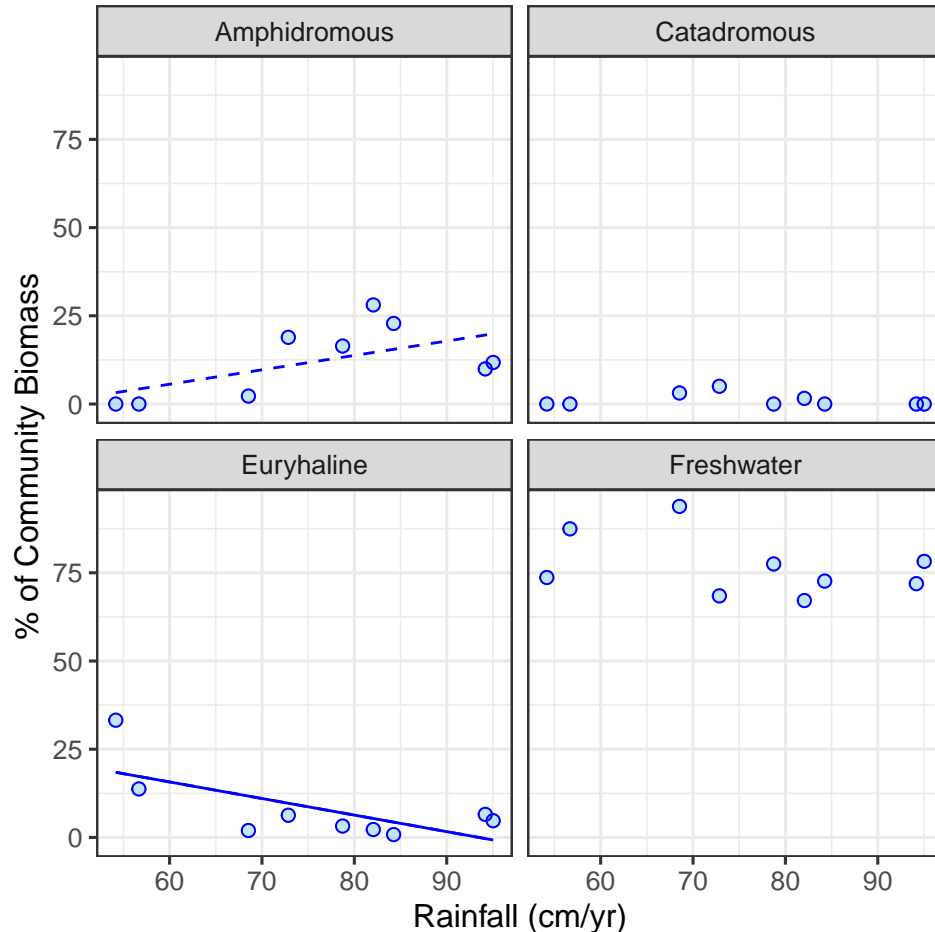 Amphidromous
Catadromous
75
50
25
0
Euryhaline
Freshwater
75
50
25
0
60 70 80 90
60 70 80 90
Rainfall (cm/yr)
% of Community Biomass